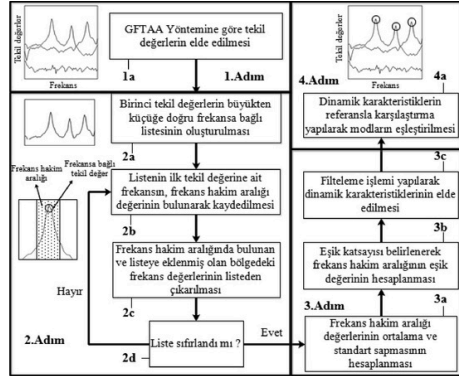 Tekil değerler
Frekans
1a
GFTAA Yöntemine göre tekil
değerlerin elde edilmesi
1.Adım
Birinci tekil değerlerin büyükten
küçüğe doğru frekansa bağlı
listesinin oluşturulması
2a
Frekans hakim
aralığı
Frekansa bağlı
tekil değer
Listenin ilk tekil değerine ait
frekansın, frekans hakim aralığı
değerinin bulunarak kaydedilmesi
2b
Frekans hakim aralığında bulunan
ve listeye eklenmiş olan bölgedeki
frekans değerlerinin listeden
çıkarılması
2c
Hayır
2.Adım
Liste sıfırlandı mı ?
2d
Evet
3.Adım
3a
Frekans hakim aralığı
değerlerinin ortalama ve
standart sapmasının
hesaplanması
3b
Eşik katsayısı belirlenerek
frekans hakim aralığının eşik
değerinin hesaplanması
3c
Filteleme işlemi yapılarak
dinamik karakteristiklerinin elde
edilmesi
Tekil değerler
Frekans
4.Adım
4a
Dinamik karakteristiklerin
referansla karşılaştırma
yapılarak modların eşleştirilmesi